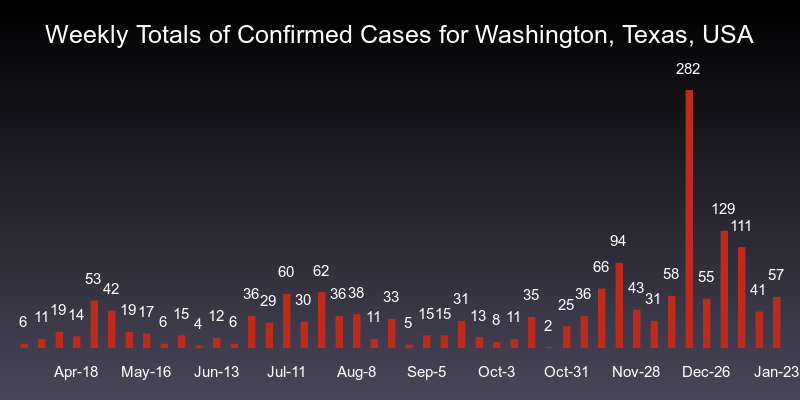 Weekly Totals of Confirmed Cases for Washington, Texas, USA
6 11 19 14 53 42 19 17 6 15 4 12 6 36 29 60 30 62 36 38 11 33 5 15 15 31 13 8 11 35 2 25 36 66 94 43 31 58 282 55 129 111 41 57
Apr-18 May-16 Jun-13 Jul-11 Aug-8 Sep-5 Oct-3 Oct-31 Nov-28 Dec-26 Jan-23